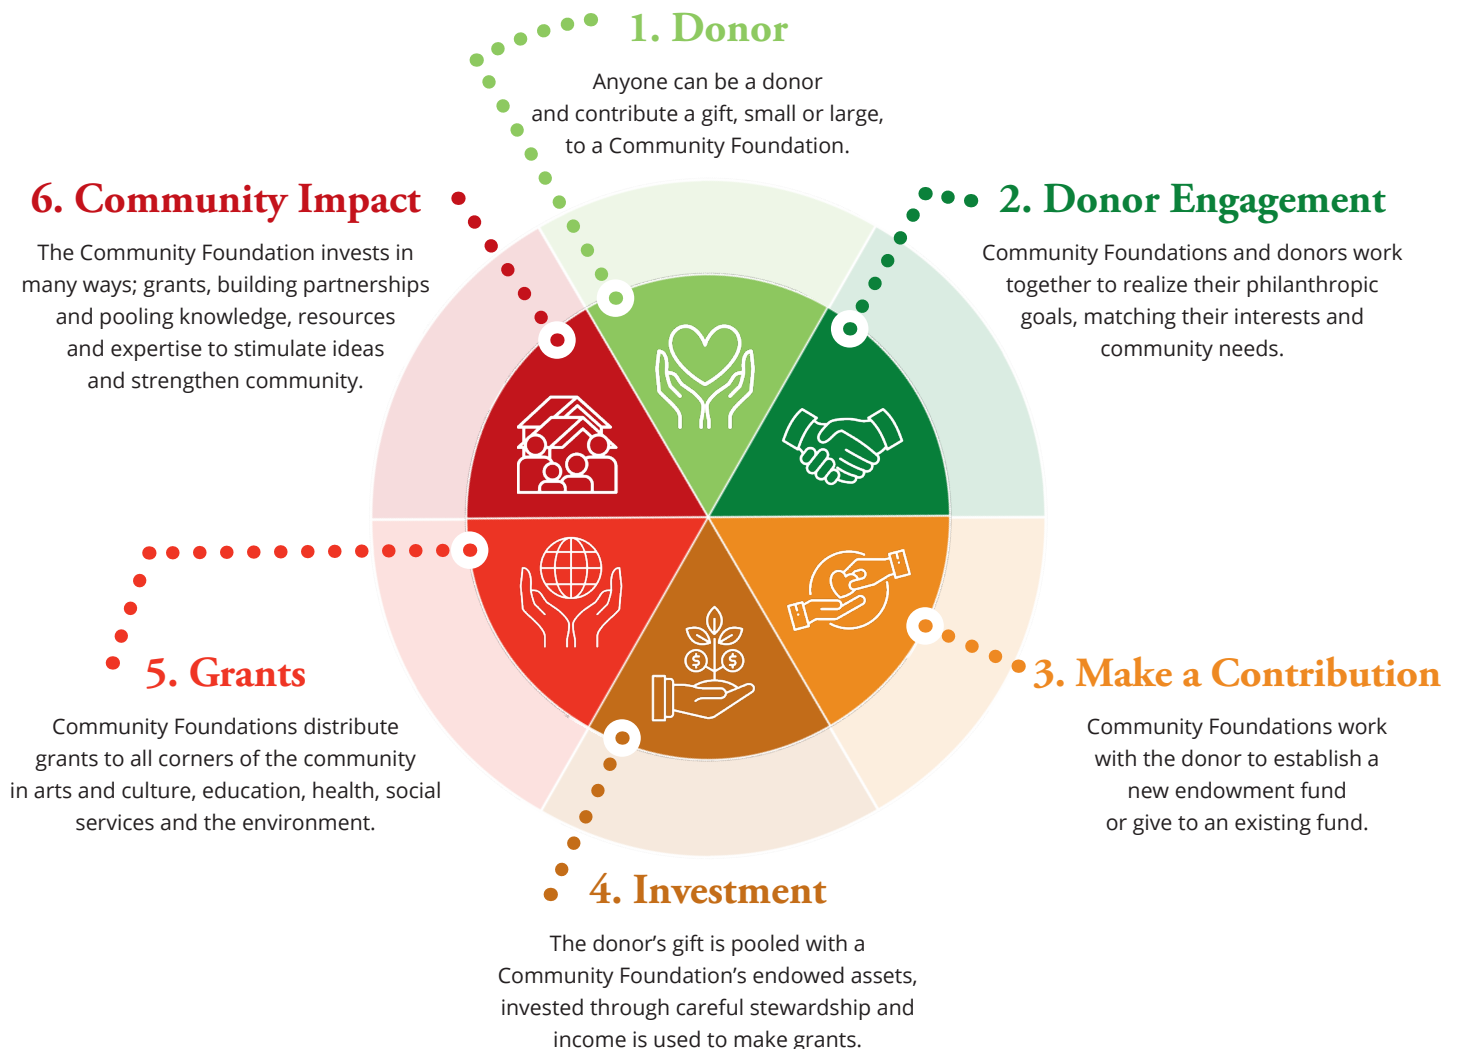 1. Donor
Anyone can be a donor
and contribute a gift, small or large,
to a Community Foundation.
2. Donor Engagement
Community Foundations and donors work
together to realize their philanthropic
goals, matching their interests and
community needs.
3. Make a Contribution
Community Foundations work
with the donor to establish a
new endowment fund
or give to an existing fund.
4. Investment
The donor’s gift is pooled with a
Community Foundation’s endowed assets,
invested through careful stewardship and
income is used to make grants.
5. Grants
Community Foundations distribute
grants to all corners of the community
in arts and culture, education, health, social
services and the environment.
6. Community Impact
The Community Foundation invests in
many ways; grants, building partnerships
and pooling knowledge, resources
and expertise to stimulate ideas
and strengthen community.
$ $